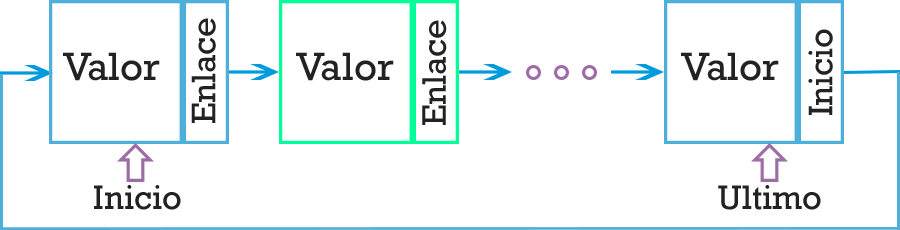 Valor
Enlace
Valor
Enlace
Valor
Inicio
Inicio
Ultimo